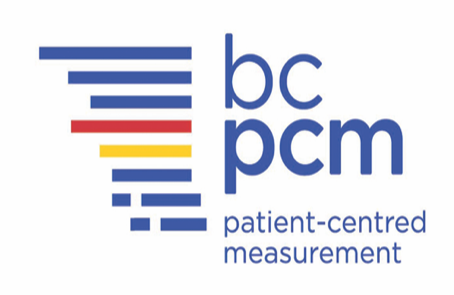 bc
pcm
patient-centred
measurement